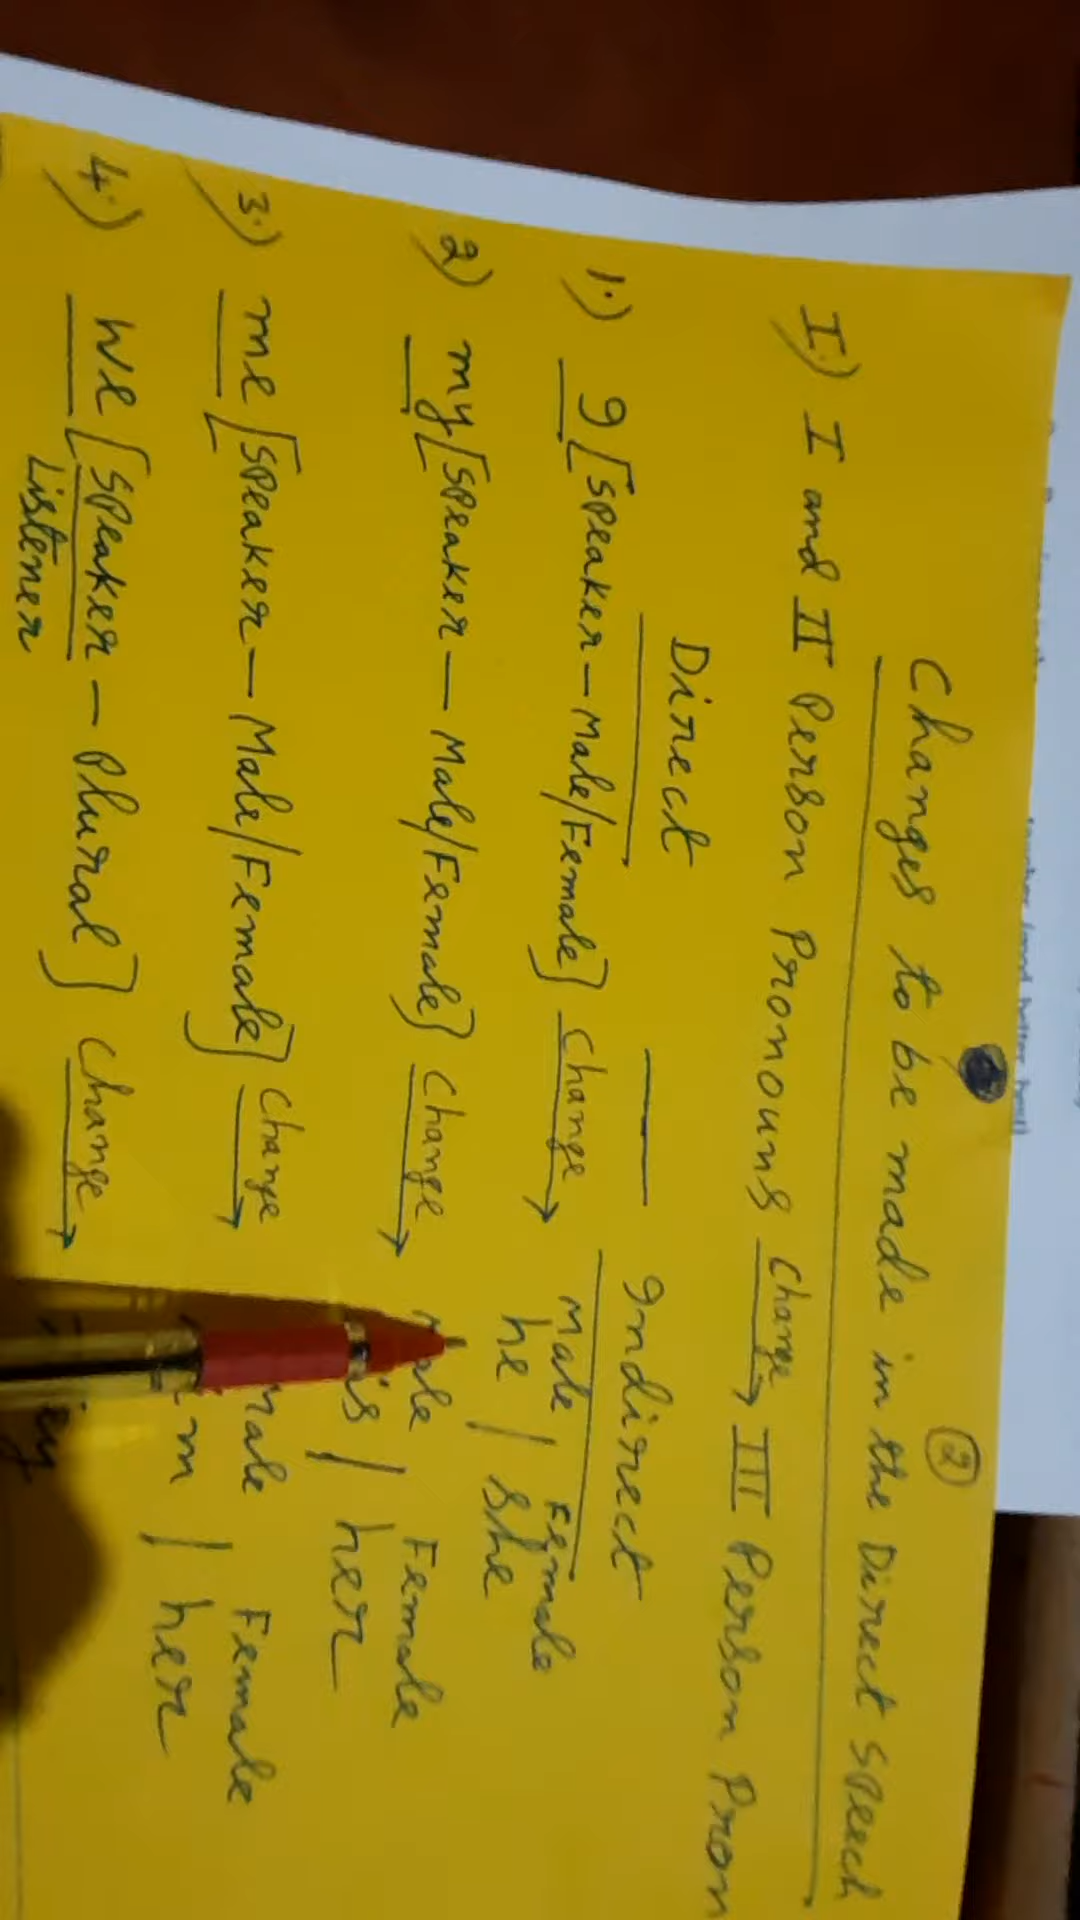 ②
Changes to be made in the Direct Speech
I.) I and II Person Pronouns Change III Person Pron
Direct — Indirect
Male Female
1.) I [Speaker - Male/Female] Change → he / she
Female
2) my [Speaker - Male/Female] Change → / her
Male Female
3.) me [Speaker - Male/Female] Change → / her
4.) We [Speaker - Plural] Change →
Listener